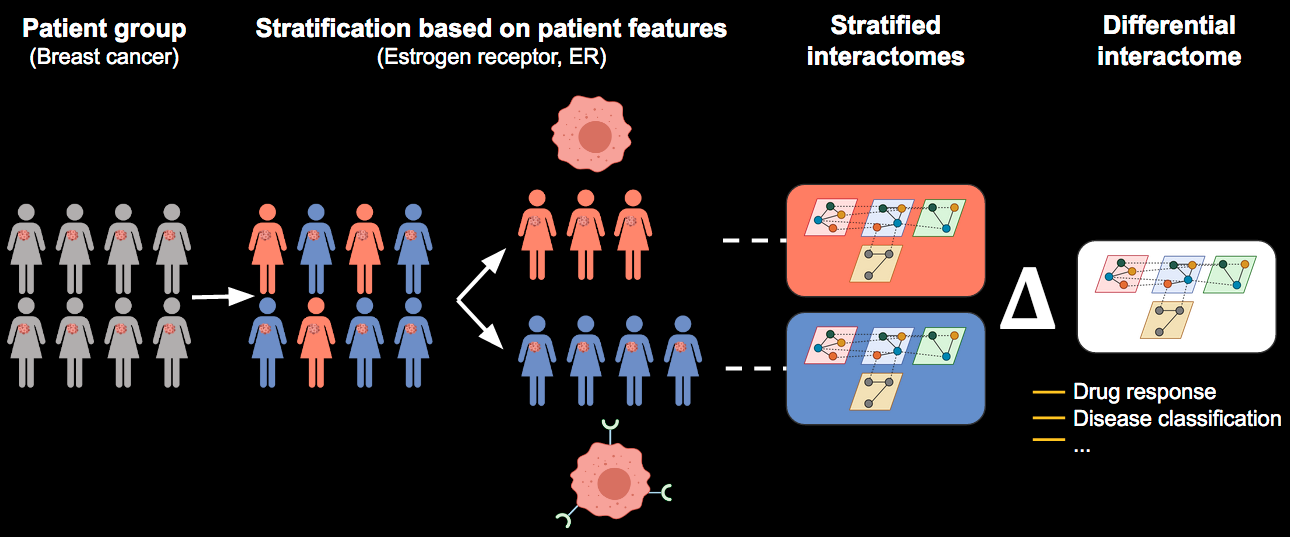 Patient group
(Breast cancer)
Stratification based on patient features
(Estrogen receptor, ER)
Stratified
interactomes
Differential
interactome
Δ
Drug response
Disease classification
...